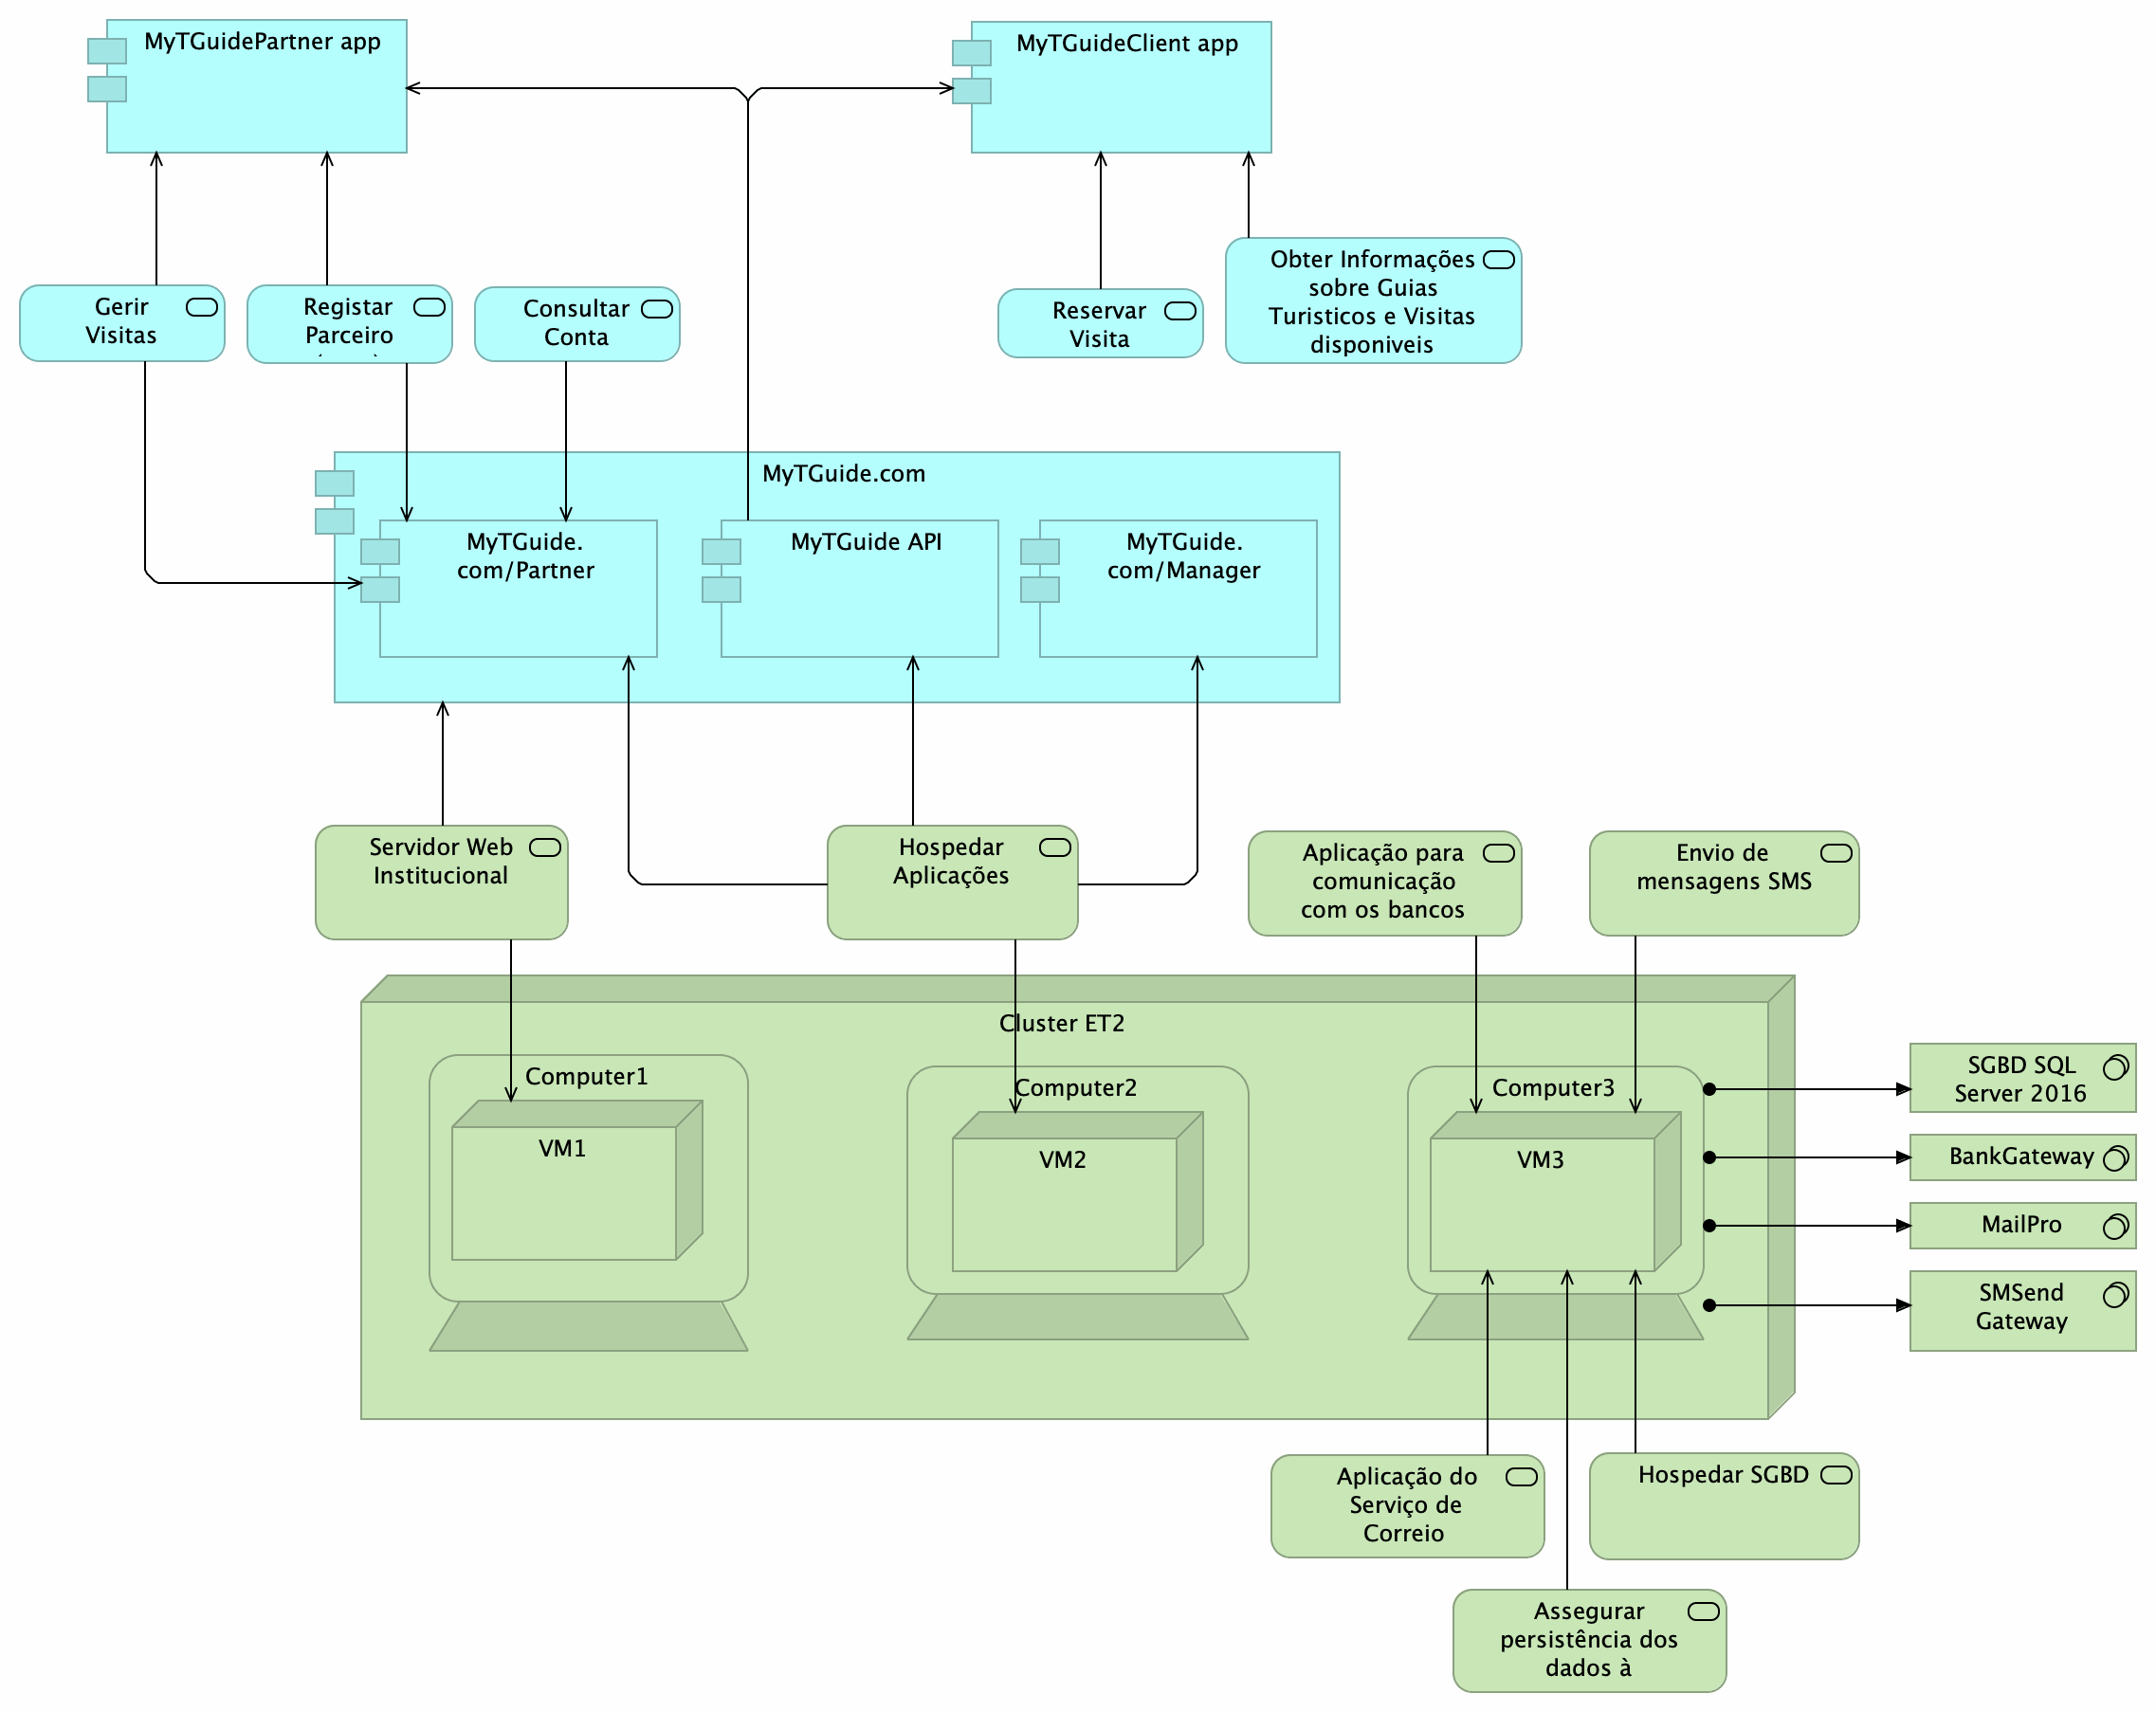 MyTGuidePartner app
MyTGuideClient app
Gerir
Visitas
Registar
Parceiro
Consultar
Conta
Reservar
Visita
Obter Informações
sobre Guias
Turisticos e Visitas
disponiveis
MyTGuide.com
MyTGuide.
com/Partner
MyTGuide API
MyTGuide.
com/Manager
Servidor Web
Institucional
Hospedar
Aplicações
Aplicação para
comunicação
com os bancos
Envio de
mensagens SMS
Cluster ET2
Computer1
VM1
Computer2
VM2
Computer3
VM3
SGBD SQL
Server 2016
BankGateway
MailPro
SMSend
Gateway
Aplicação do
Serviço de
Correio
Hospedar SGBD
Assegurar
persistência dos
dados à